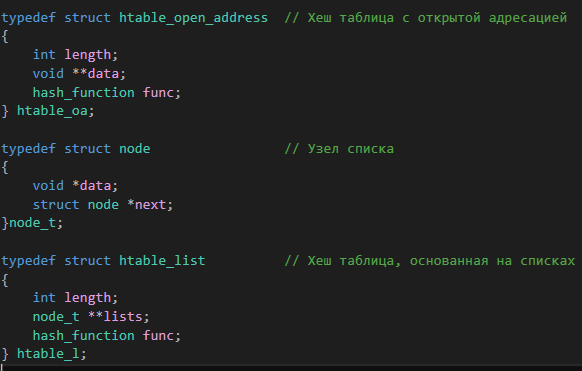 typedef struct htable_open_address  // Хеш таблица с открытой адресацией
{
    int length;
    void **data;
    hash_function func;
} htable_oa;

typedef struct node                 // Узел списка
{
    void *data;
    struct node *next;
}node_t;

typedef struct htable_list          // Хеш таблица, основанная на списках
{
    int length;
    node_t **lists;
    hash_function func;
} htable_l;